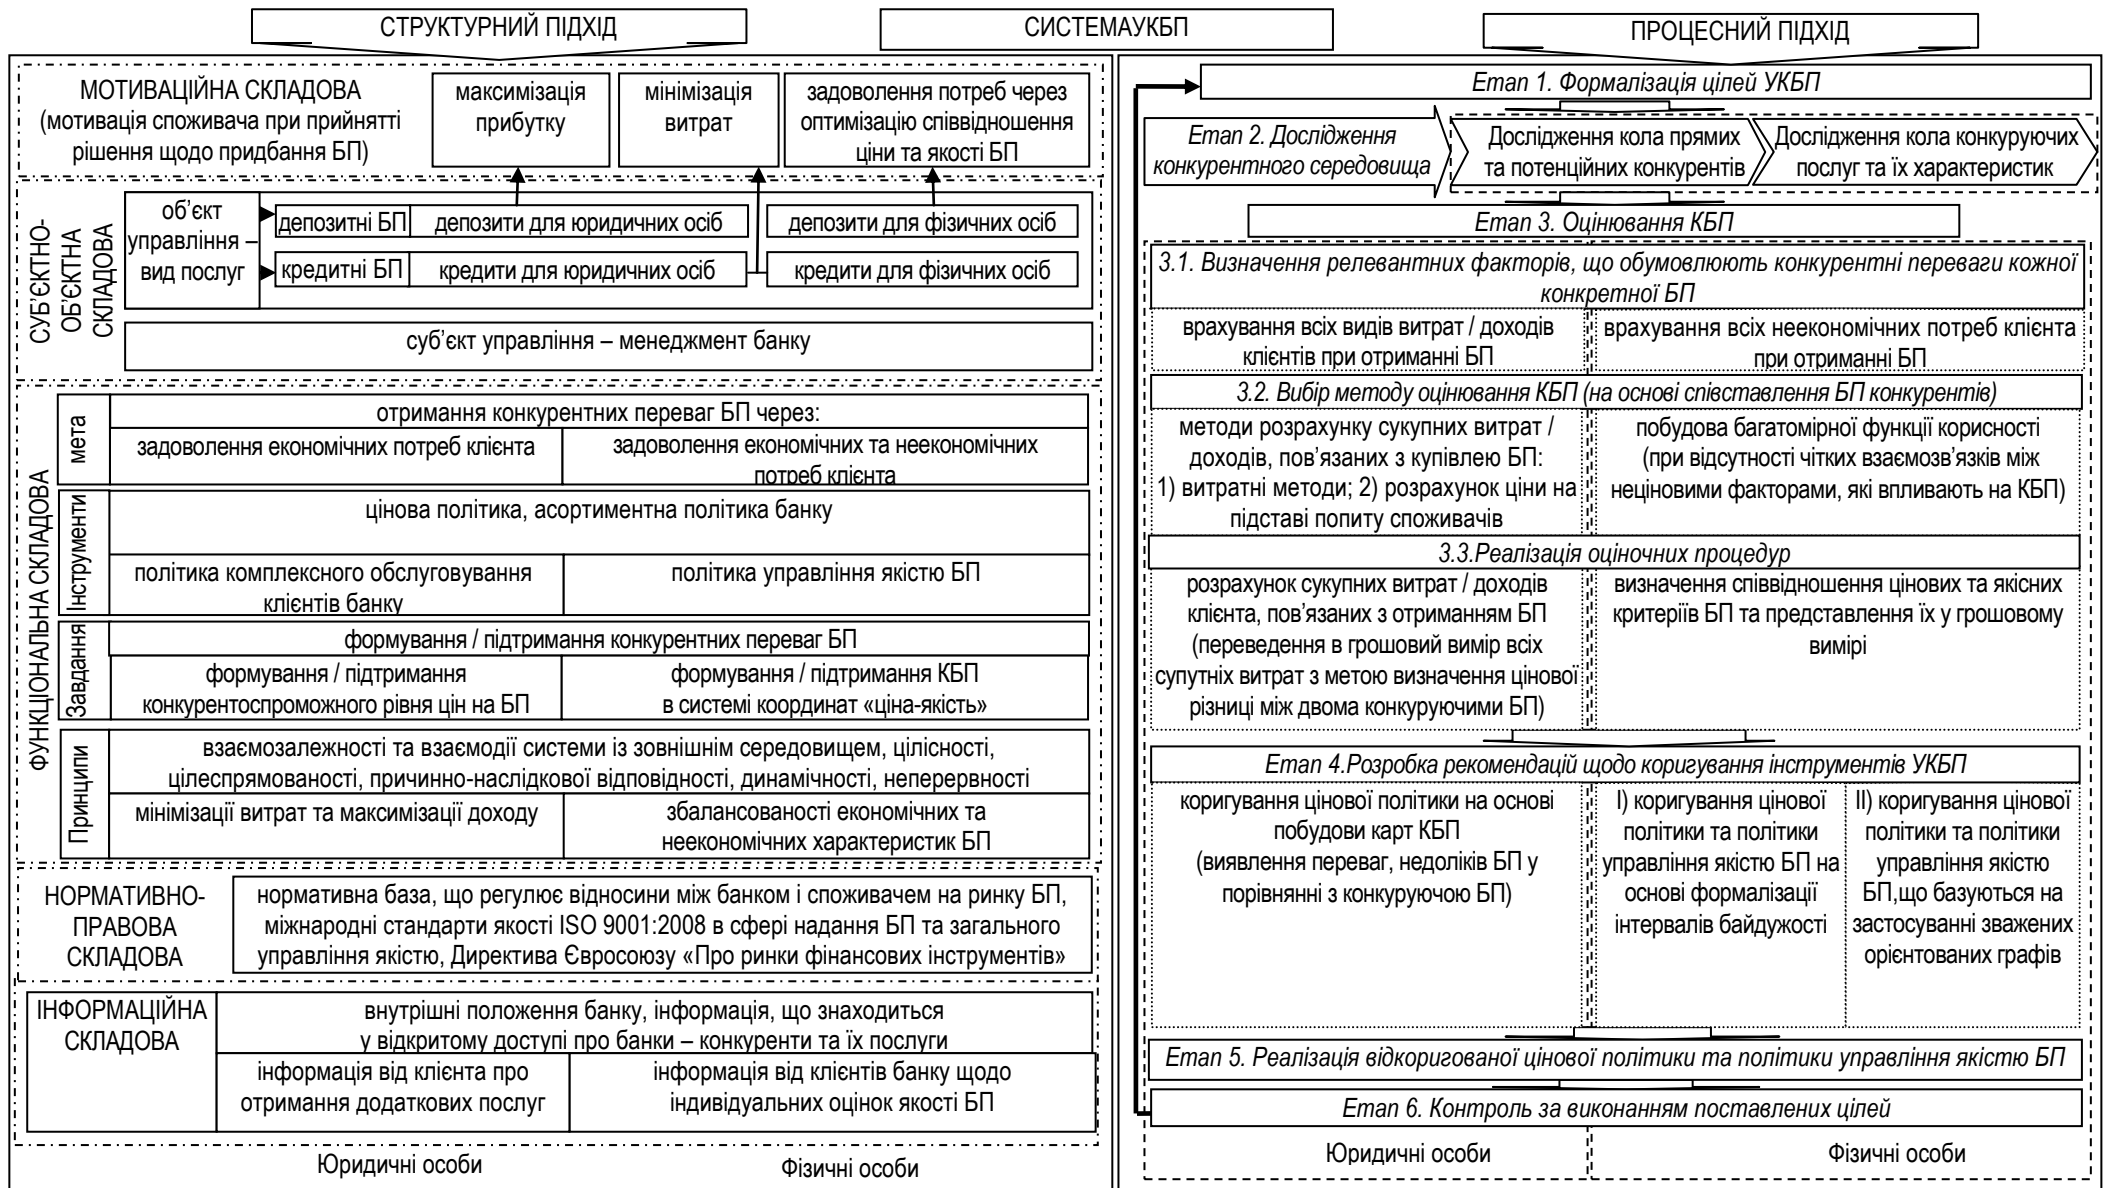 СТРУКТУРНИЙ ПІДХІД
СИСТЕМАУКБП
ПРОЦЕСНИЙ ПІДХІД
МОТИВАЦІЙНА СКЛАДОВА
(мотивація споживача при прийнятті
рішення щодо придбання БП)
максимізація
прибутку
мінімізація
витрат
задоволення потреб через
оптимізацію співвідношення
ціни та якості БП
СУБ’ЄКТНО-
ОБ’ЄКТНА
СКЛАДОВА
об’єкт
управління –
вид послуг
депозитні БП
депозити для юридичних осіб
депозити для фізичних осіб
кредитні БП
кредити для юридичних осіб
кредити для фізичних осіб
суб’єкт управління – менеджмент банку
ФУНКЦІОНАЛЬНА СКЛАДОВА
мета
отримання конкурентних переваг БП через:
задоволення економічних потреб клієнта
задоволення економічних та неекономічних
потреб клієнта
Інструменти
цінова політика, асортиментна політика банку
політика комплексного обслуговування
клієнтів банку
політика управління якістю БП
Завдання
формування / підтримання конкурентних переваг БП
формування / підтримання
конкурентоспроможного рівня цін на БП
формування / підтримання КБП
в системі координат «ціна-якість»
Принципи
взаємозалежності та взаємодії системи із зовнішнім середовищем, цілісності,
цілеспрямованості, причинно-наслідкової відповідності, динамічності, неперервності
мінімізації витрат та максимізації доходу
збалансованості економічних та
неекономічних характеристик БП
НОРМАТИВНО-
ПРАВОВА
СКЛАДОВА
нормативна база, що регулює відносини між банком і споживачем на ринку БП,
міжнародні стандарти якості ISO 9001:2008 в сфері надання БП та загального
управління якістю, Директива Євросоюзу «Про ринки фінансових інструментів»
ІНФОРМАЦІЙНА
СКЛАДОВА
внутрішні положення банку, інформація, що знаходиться
у відкритому доступі про банки – конкуренти та їх послуги
інформація від клієнта про
отримання додаткових послуг
інформація від клієнтів банку щодо
індивідуальних оцінок якості БП
Юридичні особи
Фізичні особи
Етап 1. Формалізація цілей УКБП
Етап 2. Дослідження
конкурентного середовища
Дослідження кола прямих
та потенційних конкурентів
Дослідження кола конкуруючих
послуг та їх характеристик
Етап 3. Оцінювання КБП
3.1. Визначення релевантних факторів, що обумовлюють конкурентні переваги кожної
конкретної БП
врахування всіх видів витрат / доходів
клієнтів при отриманні БП
врахування всіх неекономічних потреб клієнта
при отриманні БП
3.2. Вибір методу оцінювання КБП (на основі співставлення БП конкурентів)
методи розрахунку сукупних витрат /
доходів, пов’язаних з купівлею БП:
1) витратні методи; 2) розрахунок ціни на
підставі попиту споживачів
побудова багатомірної функції корисності
(при відсутності чітких взаємозв’язків між
неціновими факторами, які впливають на КБП)
3.3.Реалізація оціночних процедур
розрахунок сукупних витрат / доходів
клієнта, пов’язаних з отриманням БП
(переведення в грошовий вимір всіх
супутніх витрат з метою визначення цінової
різниці між двома конкуруючими БП)
визначення співвідношення цінових та якісних
критеріїв БП та представлення їх у грошовому
вимірі
Етап 4.Розробка рекомендацій щодо коригування інструментів УКБП
коригування цінової політики на основі
побудови карт КБП
(виявлення переваг, недоліків БП у
порівнянні з конкуруючою БП)
І) коригування цінової
політики та політики
управління якістю БП на
основі формалізації
інтервалів байдужості
ІІ) коригування цінової
політики та політики
управління якістю
БП,що базуються на
застосуванні зважених
орієнтованих графів
Етап 5. Реалізація відкоригованої цінової політики та політики управління якістю БП
Етап 6. Контроль за виконанням поставлених цілей
Юридичні особи
Фізичні особи